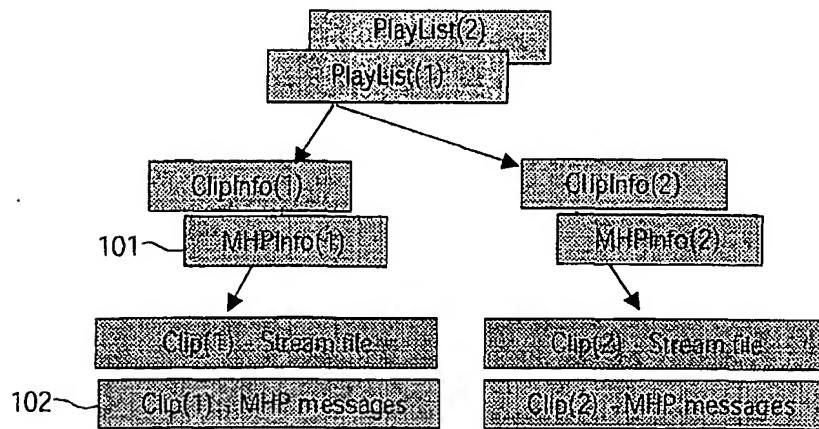 PlayList(2)
PlayList(1)
ClipInfo(1)
ClipInfo(2)
101
MHPInfo(1)
MHPInfo(2)
Clip(1) - Stream file
Clip(2) - Stream file
102
Clip(1) - MHP messages
Clip(2) - MHP messages